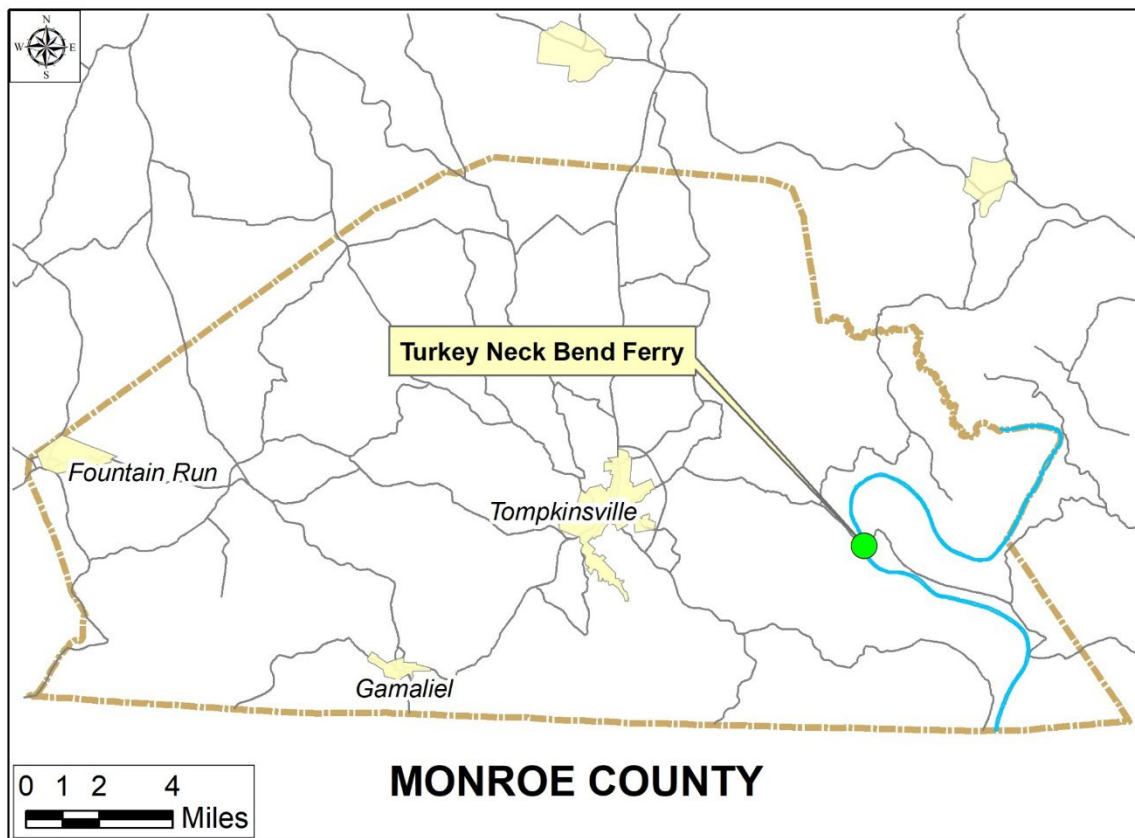 N
W E
S
Turkey Neck Bend Ferry
Fountain Run
Tompkinsville
Gamaliel
MONROE COUNTY
0 1 2 4
Miles